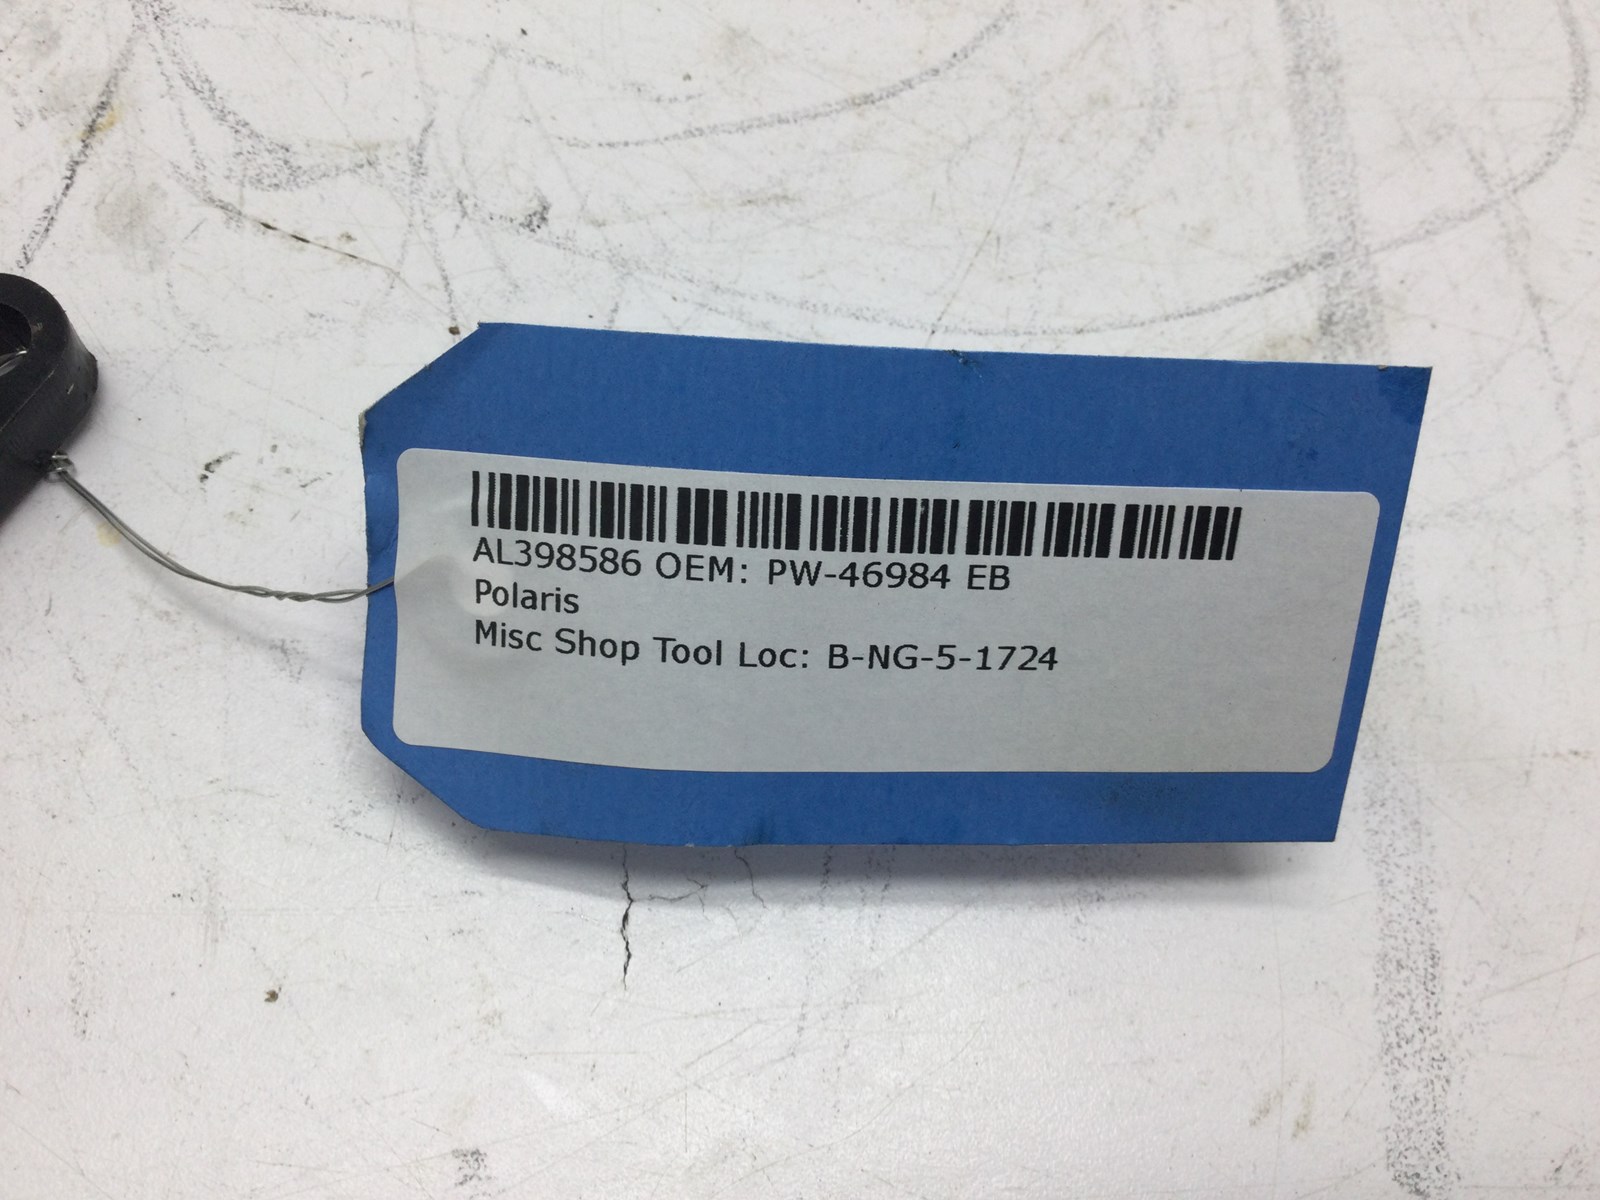 AL398586 OEM: PW-46984 EB
Polaris
Misc Shop Tool Loc: B-NG-5-1724